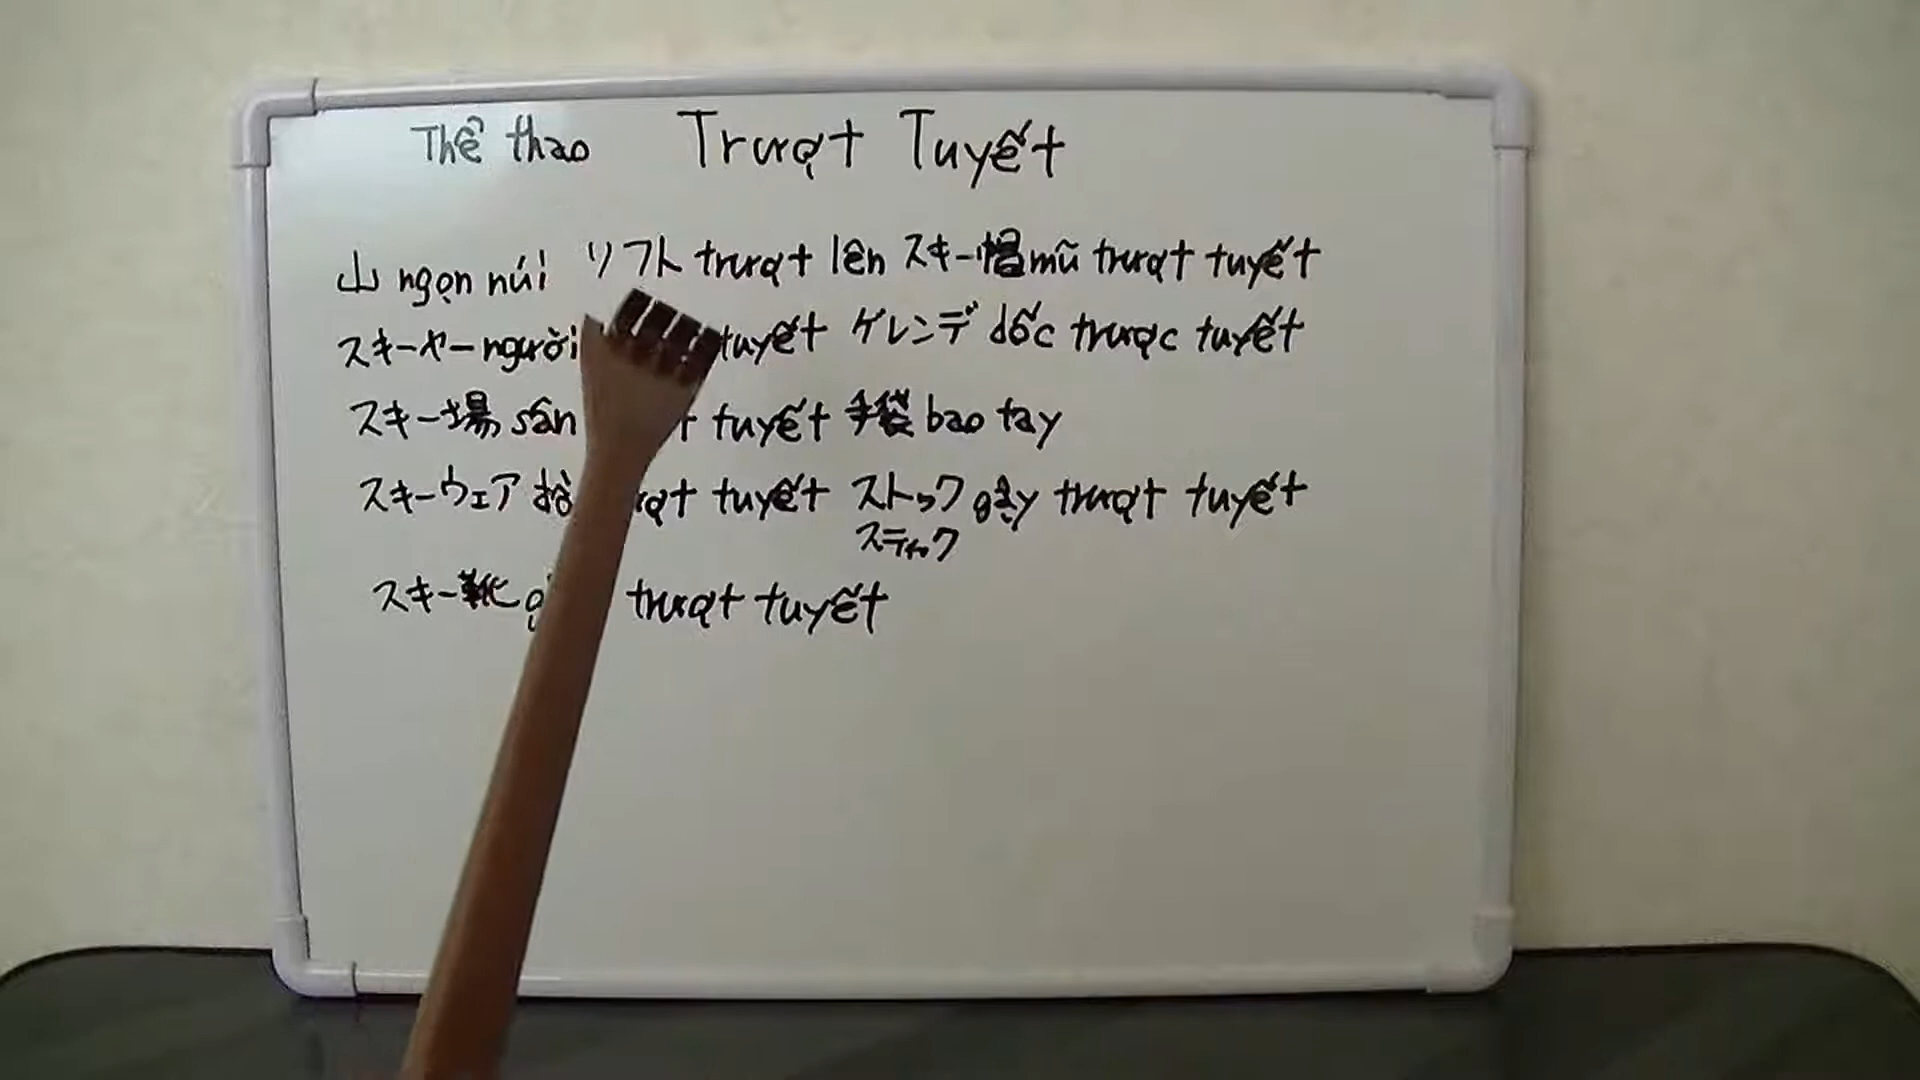 Thể thao Trượt Tuyết
山 ngọn núi リフト trượt lên スキー帽 mũ trượt tuyết
スキーヤー người tuyết ゲレンデ dốc trược tuyết
スキー場 sân tuyết 手袋 bao tay
スキーウェア tuyết ストック gậy trượt tuyết
スティック
スキー靴 trượt tuyết